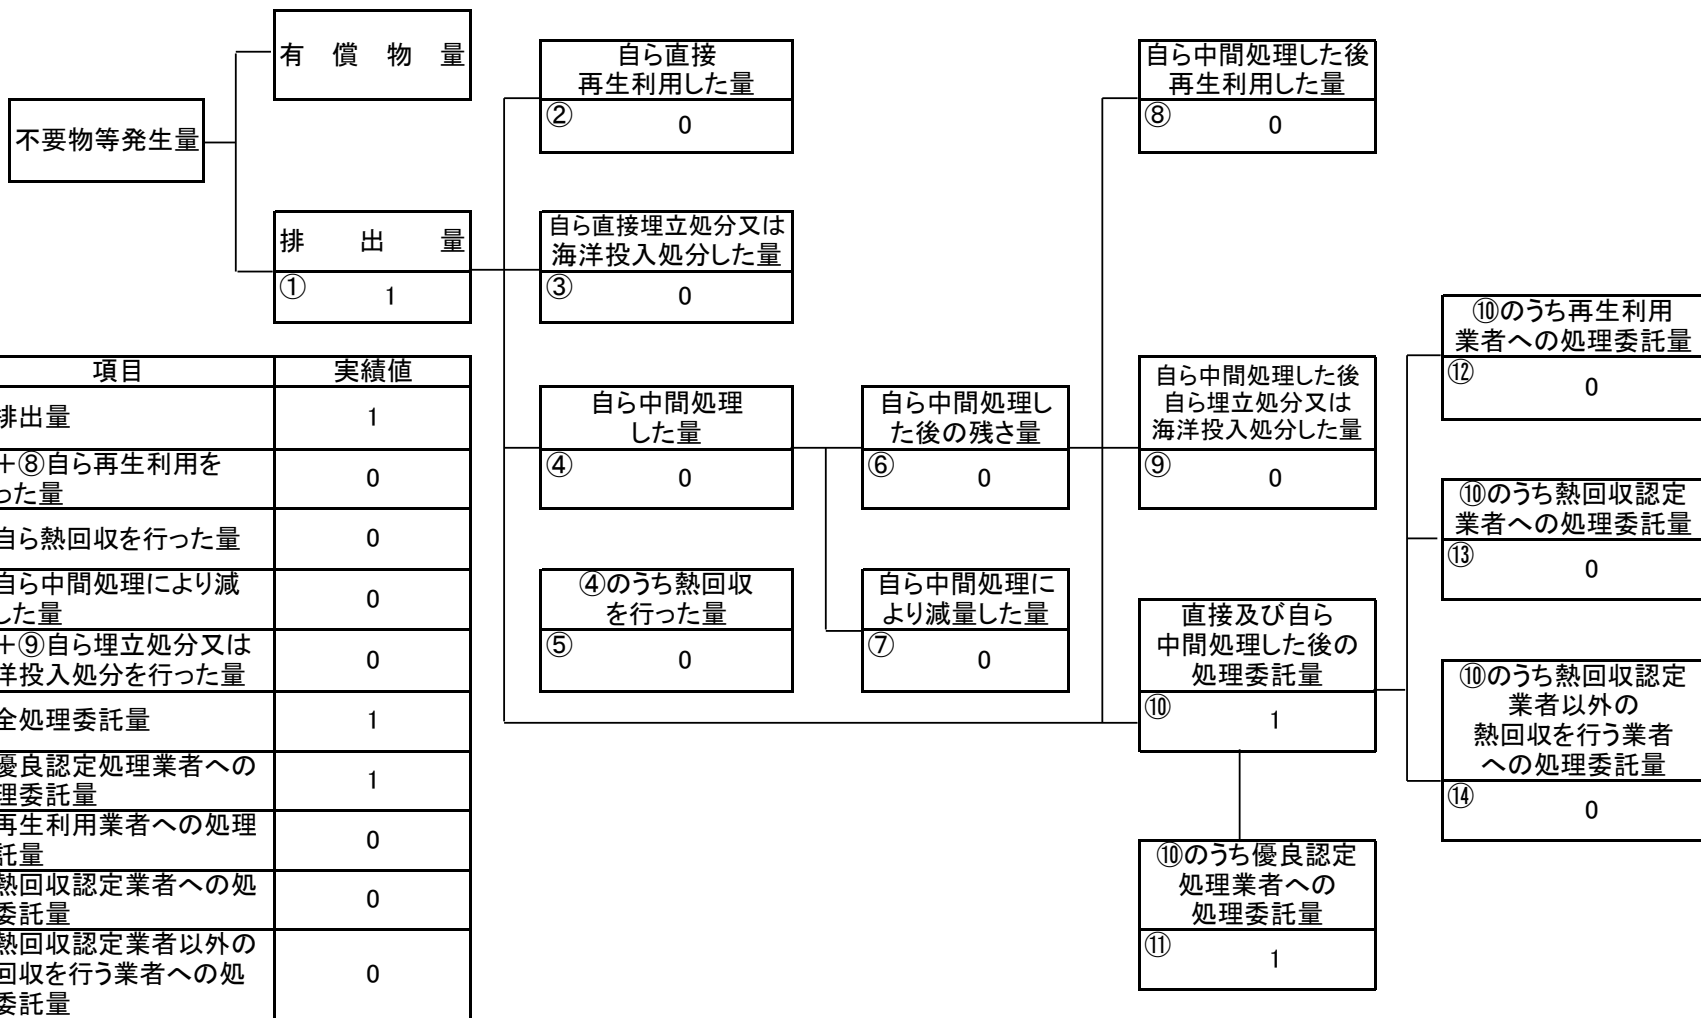 有償物量
不要物等発生量
排出量
①
1
自ら直接
再生利用した量
②
0
自ら直接埋立処分又は
海洋投入処分した量
③
0
自ら中間処理
した量
④
0
④のうち熱回収
を行った量
⑤
0
自ら中間処理し
た後の残さ量
⑥
0
自ら中間処理に
より減量した量
⑦
0
自ら中間処理した後
再生利用した量
⑧
0
自ら中間処理した後
自ら埋立処分又は
海洋投入処分した量
⑨
0
直接及び自ら
中間処理した後の
処理委託量
⑩
1
⑩のうち優良認定
処理業者への
処理委託量
⑪
1
⑩のうち再生利用
業者への処理委託量
⑫
0
⑩のうち熱回収認定
業者への処理委託量
⑬
0
⑩のうち熱回収認定
業者以外の
熱回収を行う業者
への処理委託量
⑭
0
項目 実績値
排出量 1
+⑧自ら再生利用を
った量 0
自ら熱回収を行った量 0
自ら中間処理により減
した量 0
+⑨自ら埋立処分又は
洋投入処分を行った量 0
全処理委託量 1
優良認定処理業者への
理委託量 1
再生利用業者への処理
託量 0
熱回収認定業者への処
委託量 0
熱回収認定業者以外の
回収を行う業者への処
委託量 0